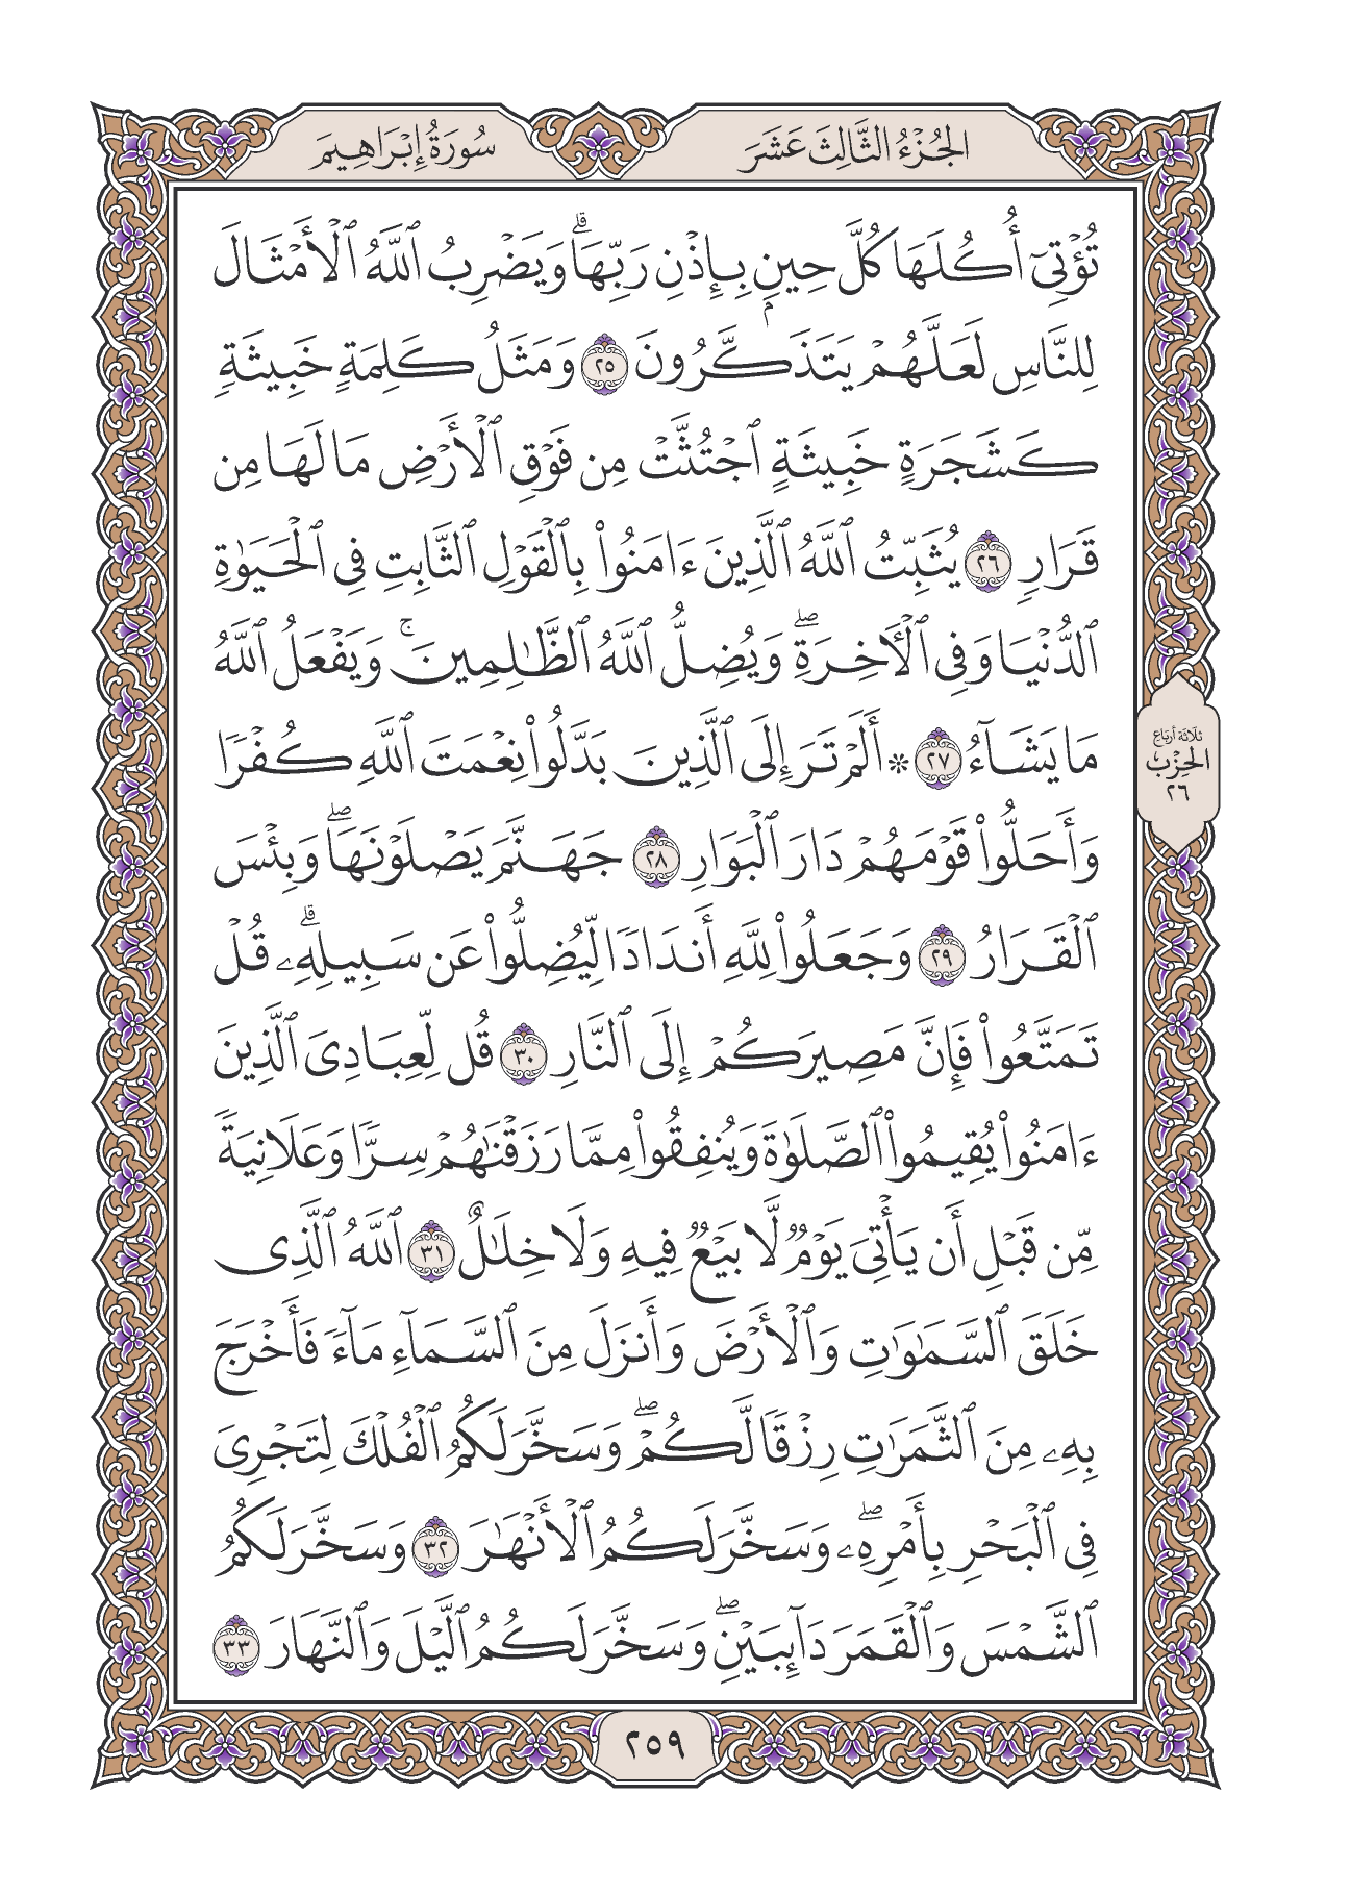 الجُزْءُ الثَّالِثَ عَشَرَ
سُورَةُ إِبْرَاهِيمَ
تُؤْتِىٓ أُكُلَهَا كُلَّ حِينِۭ بِإِذْنِ رَبِّهَاۗ وَيَضْرِبُ ٱللَّهُ ٱلْأَمْثَالَ
لِلنَّاسِ لَعَلَّهُمْ يَتَذَكَّرُونَ ٢٥ وَمَثَلُ كَلِمَةٍ خَبِيثَةٍ
كَشَجَرَةٍ خَبِيثَةٍ ٱجْتُثَّتْ مِن فَوْقِ ٱلْأَرْضِ مَا لَهَا مِن
قَرَارٍ ٢٦ يُثَبِّتُ ٱللَّهُ ٱلَّذِينَ ءَامَنُوا۟ بِٱلْقَوْلِ ٱلثَّابِتِ فِى ٱلْحَيَوٰةِ
ٱلدُّنْيَا وَفِى ٱلْءَاخِرَةِۖ وَيُضِلُّ ٱللَّهُ ٱلظَّٰلِمِينَۚ وَيَفْعَلُ ٱللَّهُ
مَا يَشَآءُ ٢٧ ۞ أَلَمْ تَرَ إِلَى ٱلَّذِينَ بَدَّلُوا۟ نِعْمَتَ ٱللَّهِ كُفْرًا
وَأَحَلُّوا۟ قَوْمَهُمْ دَارَ ٱلْبَوَارِ ٢٨ جَهَنَّمَ يَصْلَوْنَهَاۖ وَبِئْسَ
ٱلْقَرَارُ ٢٩ وَجَعَلُوا۟ لِلَّهِ أَندَادًا لِّيُضِلُّوا۟ عَن سَبِيلِهِۦۗ قُلْ
تَمَتَّعُوا۟ فَإِنَّ مَصِيرَكُمْ إِلَى ٱلنَّارِ ٣٠ قُل لِّعِبَادِىَ ٱلَّذِينَ
ءَامَنُوا۟ يُقِيمُوا۟ ٱلصَّلَوٰةَ وَيُنفِقُوا۟ مِمَّا رَزَقْنَٰهُمْ سِرًّا وَعَلَانِيَةً
مِّن قَبْلِ أَن يَأْتِىَ يَوْمٌ لَّا بَيْعٌ فِيهِ وَلَا خِلَٰلٌ ٣١ ٱللَّهُ ٱلَّذِى
خَلَقَ ٱلسَّمَٰوَٰتِ وَٱلْأَرْضَ وَأَنزَلَ مِنَ ٱلسَّمَآءِ مَآءً فَأَخْرَجَ
بِهِۦ مِنَ ٱلثَّمَرَٰتِ رِزْقًا لَّكُمْۖ وَسَخَّرَ لَكُمُ ٱلْفُلْكَ لِتَجْرِىَ
فِى ٱلْبَحْرِ بِأَمْرِهِۦۖ وَسَخَّرَ لَكُمُ ٱلْأَنْهَٰرَ ٣٢ وَسَخَّرَ لَكُمُ
ٱلشَّمْسَ وَٱلْقَمَرَ دَآئِبَيْنِۖ وَسَخَّرَ لَكُمُ ٱلَّيْلَ وَٱلنَّهَارَ ٣٣
ثلاثة أرباع
الحِزْب
٢٦
٢٥٩